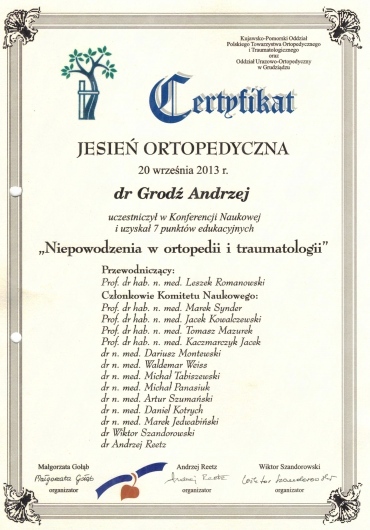 Kujawsko-Pomorski Oddział
Polskiego Towarzystwa Ortopedycznego
i Traumatologicznego
oraz
Oddział Urazowo-Ortopedyczny
w Grudziądzu
Certyfikat
JESIEŃ ORTOPEDYCZNA
20 września 2013 r.
dr Grodź Andrzej
uczestniczył w Konferencji Naukowej
i uzyskał 7 punktów edukacyjnych
„Niepowodzenia w ortopedii i traumatologii”
Przewodniczący:
Prof. dr hab. n. med. Leszek Romanowski
Członkowie Komitetu Naukowego:
Prof. dr hab. n. med. Marek Synder
Prof. dr hab. n. med. Jacek Kowalczewski
Prof. dr hab. n. med. Tomasz Mazurek
Prof. dr hab. n. med. Kaczmarczyk Jacek
dr n. med. Dariusz Montewski
dr n. med. Waldemar Weiss
dr n. med. Michał Tabiszewski
dr n. med. Michał Panasiuk
dr n. med. Artur Szumański
dr n. med. Daniel Kotrych
dr n. med. Marek Jedwabiński
dr Wiktor Szandorowski
dr Andrzej Reetz
Małgorzata Gołąb
Andrzej Reetz
Wiktor Szandorowski
Małgorzata Gołąb
Andrzej Reetz
organizator
organizator
organizator